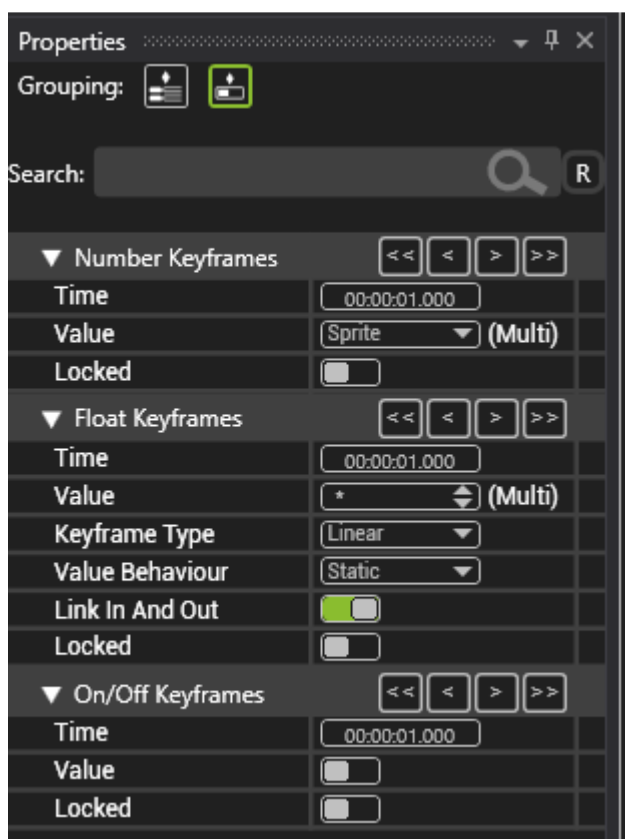 Properties
Grouping:
Search: R
Number Keyframes << < > >>
Time 00:00:01.000
Value Sprite (Multi)
Locked
Float Keyframes << < > >>
Time 00:00:01.000
Value * (Multi)
Keyframe Type Linear
Value Behaviour Static
Link In And Out
Locked
On/Off Keyframes << < > >>
Time 00:00:01.000
Value
Locked